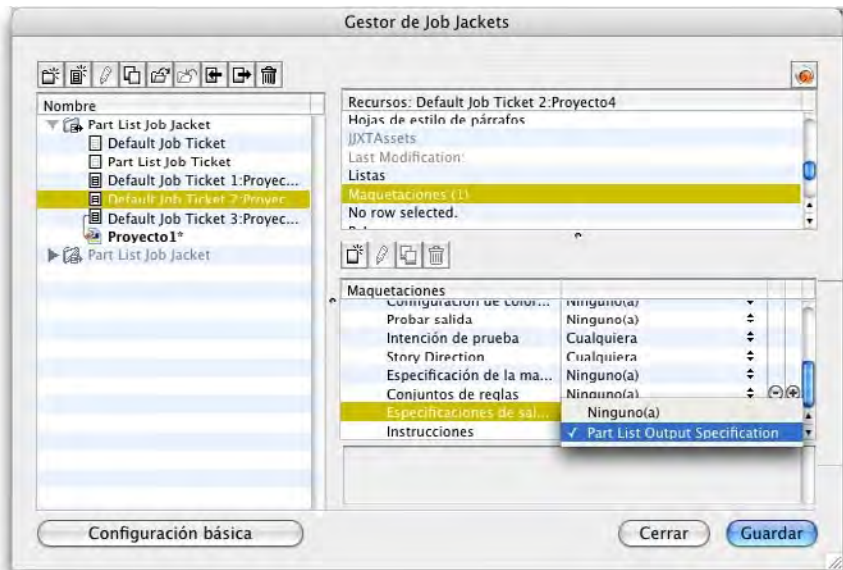 Gestor de Job Jackets
Nombre
Part List Job Jacket
Default Job Ticket
Part List Job Ticket
Default Job Ticket 1:Proyec...
Default Job Ticket 2:Proyec...
Default Job Ticket 3:Proyec...
Proyecto1*
Part List Job Jacket
Recursos: Default Job Ticket 2:Proyecto4
Hojas de estilo de párrafos
JJXTAssets
Last Modification:
Listas
Maquetaciones (1)
No row selected.
Maquetaciones
Configuración de color... Ninguno(a)
Probar salida Ninguno(a)
Intención de prueba Cualquiera
Story Direction Cualquiera
Especificación de la ma... Ninguno(a)
Conjuntos de reglas Ninguno(a)
Especificaciones de sal... Ninguno(a)
Instrucciones ✓ Part List Output Specification
Configuración básica
Cerrar
Guardar